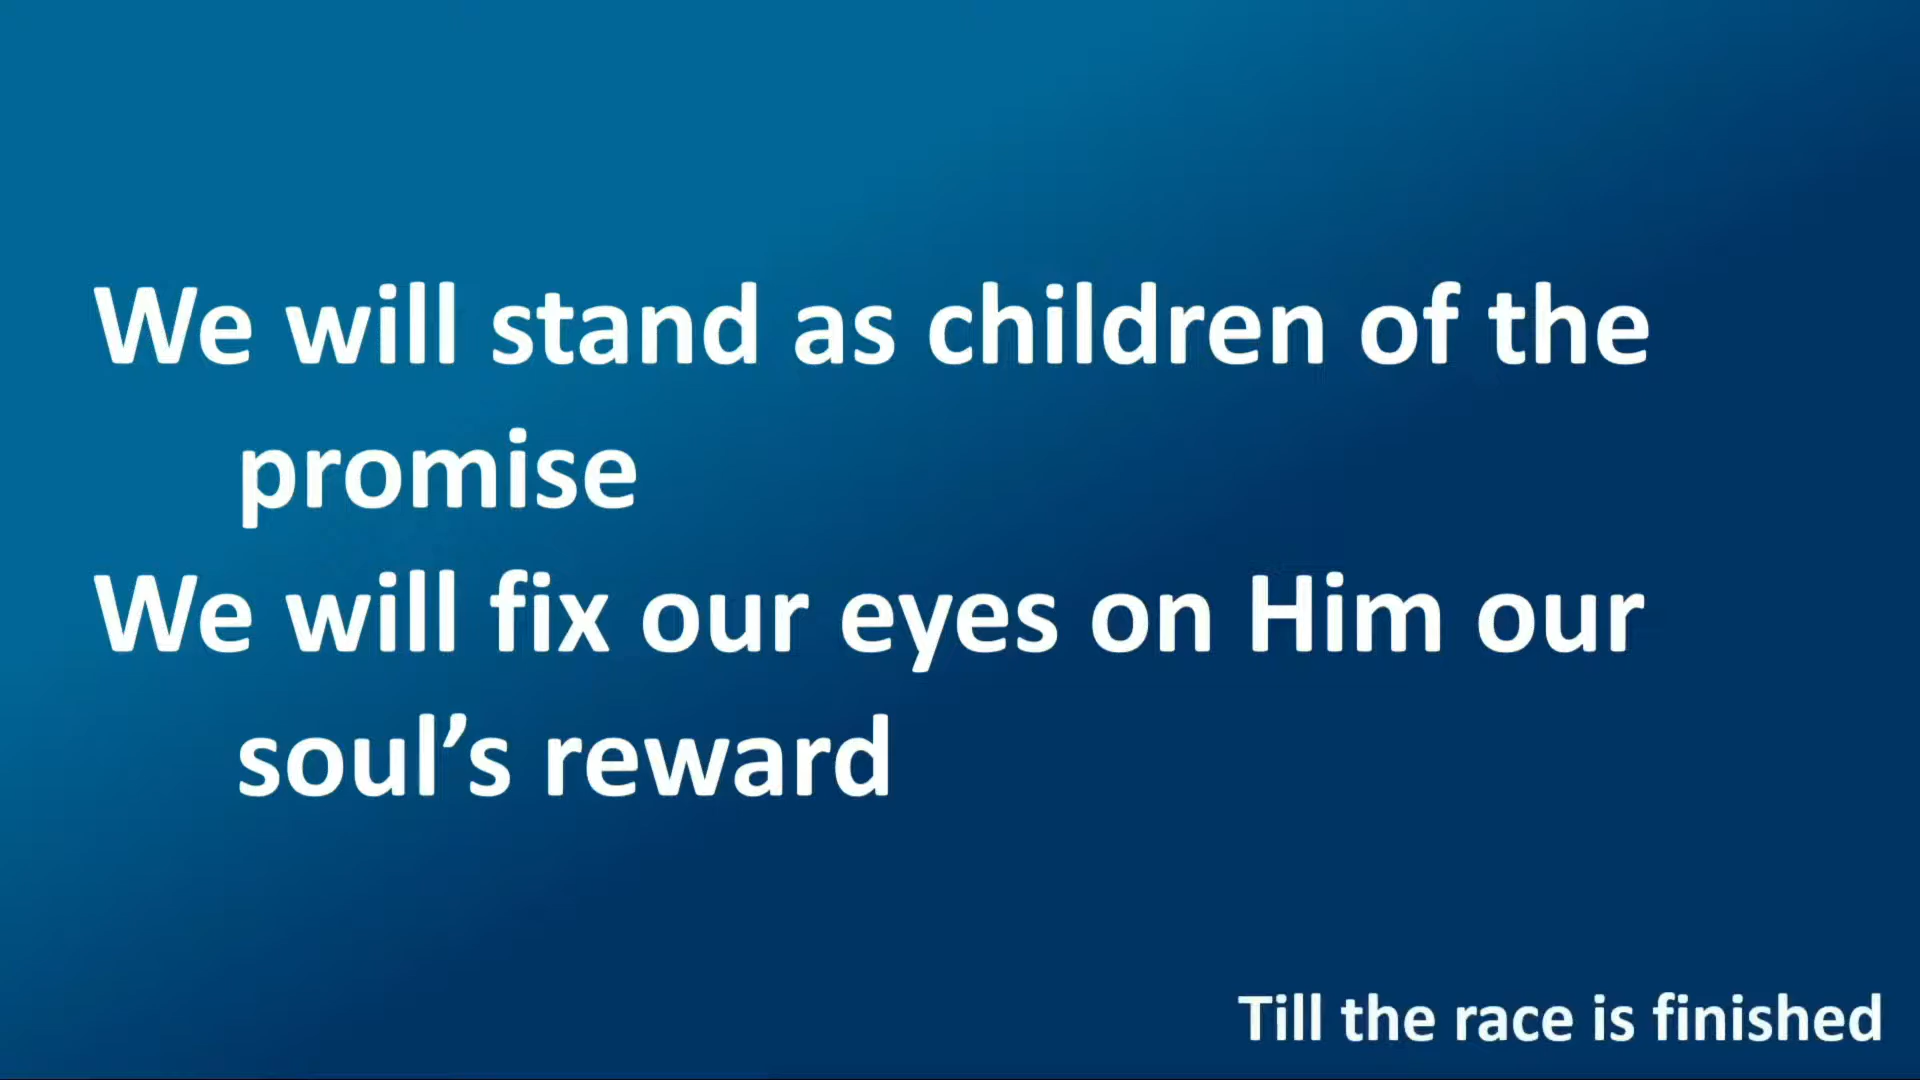 We will stand as children of the
promise
We will fix our eyes on Him our
soul’s reward
Till the race is finished